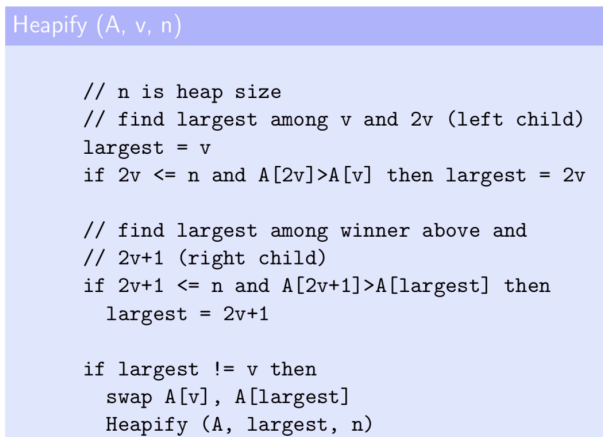 Heapify (A, v, n)
// n is heap size
// find largest among v and 2v (left child)
largest = v
if 2v <= n and A[2v]>A[v] then largest = 2v
// find largest among winner above and
// 2v+1 (right child)
if 2v+1 <= n and A[2v+1]>A[largest] then
largest = 2v+1
if largest != v then
swap A[v], A[largest]
Heapify (A, largest, n)